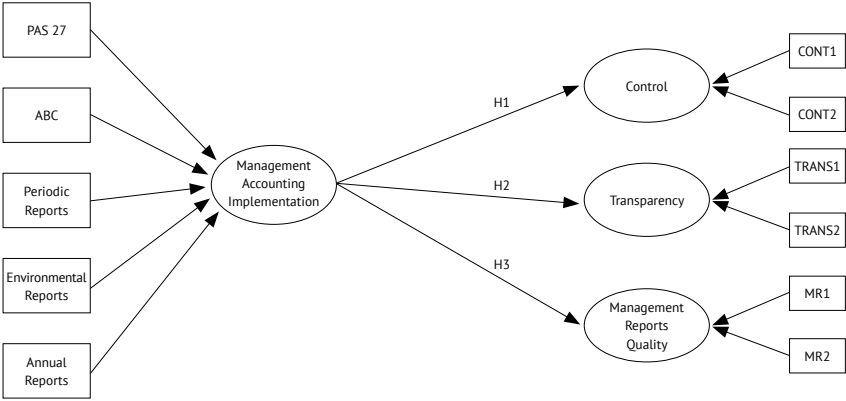 PAS 27
ABC
Periodic
Reports
Environmental
Reports
Annual
Reports
Management
Accounting
Implementation
H1
H2
H3
Control
Transparency
Management
Reports
Quality
CONT1
CONT2
TRANS1
TRANS2
MR1
MR2